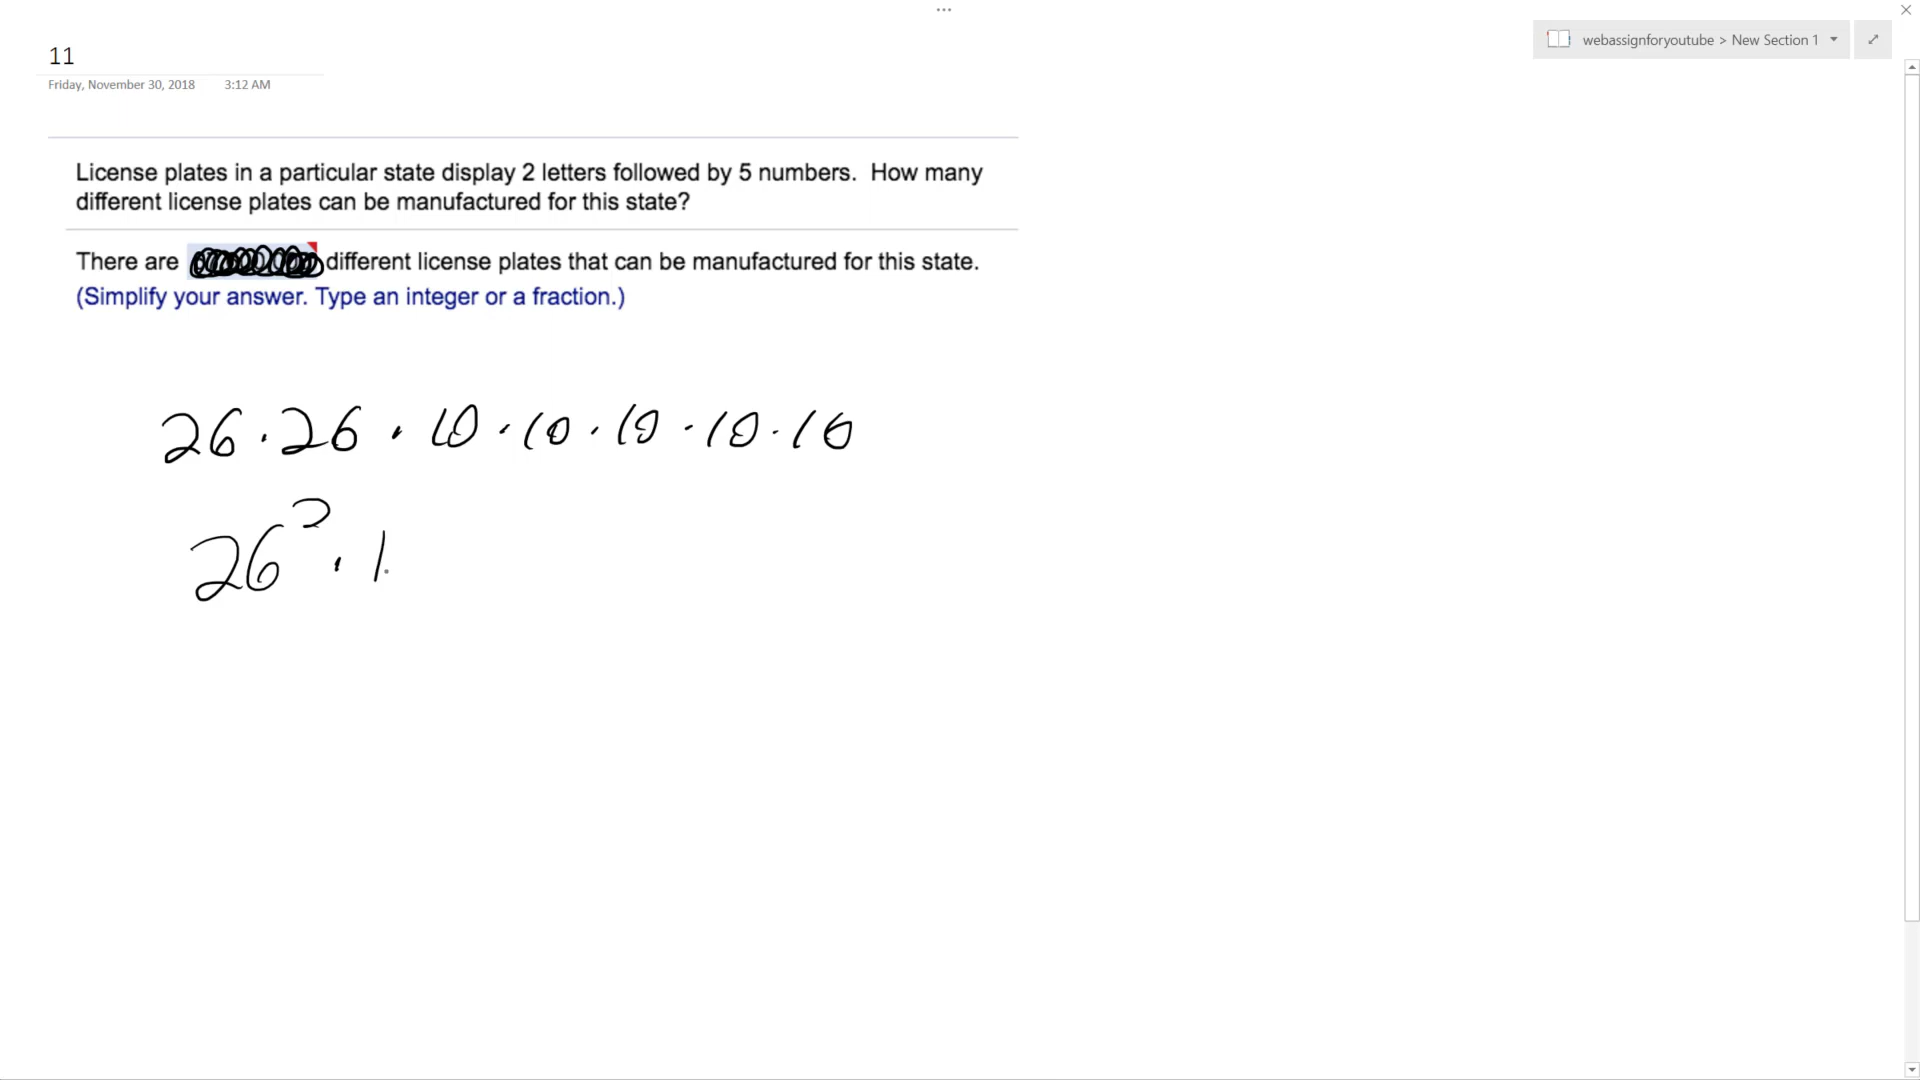 ...
webassignforyoutube > New Section 1
11
Friday, November 30, 2018 3:12 AM
License plates in a particular state display 2 letters followed by 5 numbers. How many
different license plates can be manufactured for this state?
There are different license plates that can be manufactured for this state.
(Simplify your answer. Type an integer or a fraction.)
26 · 26 · 10 · 10 · 10 · 10 · 10
26² · 1